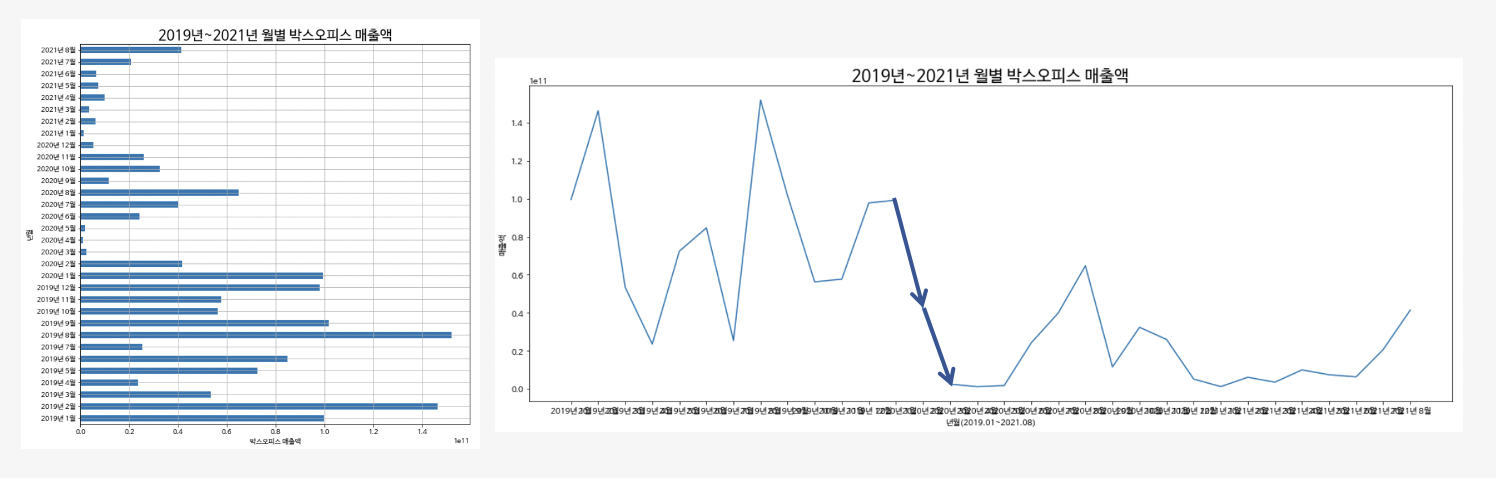 2019년~2021년 월별 박스오피스 매출액
2021년 8월
2021년 7월
2021년 6월
2021년 5월
2021년 4월
2021년 3월
2021년 2월
2021년 1월
2020년 12월
2020년 11월
2020년 10월
2020년 9월
2020년 8월
2020년 7월
2020년 6월
2020년 5월
2020년 4월
2020년 3월
2020년 2월
2020년 1월
2019년 12월
2019년 11월
2019년 10월
2019년 9월
2019년 8월
2019년 7월
2019년 6월
2019년 5월
2019년 4월
2019년 3월
2019년 2월
2019년 1월
년월
0.0 0.2 0.4 0.6 0.8 1.0 1.2 1.4
박스오피스 매출액
1e11
2019년~2021년 월별 박스오피스 매출액
1e11
1.4
1.2
1.0
0.8
0.6
0.4
0.2
0.0
매출액
년월(2019.01~2021.08)